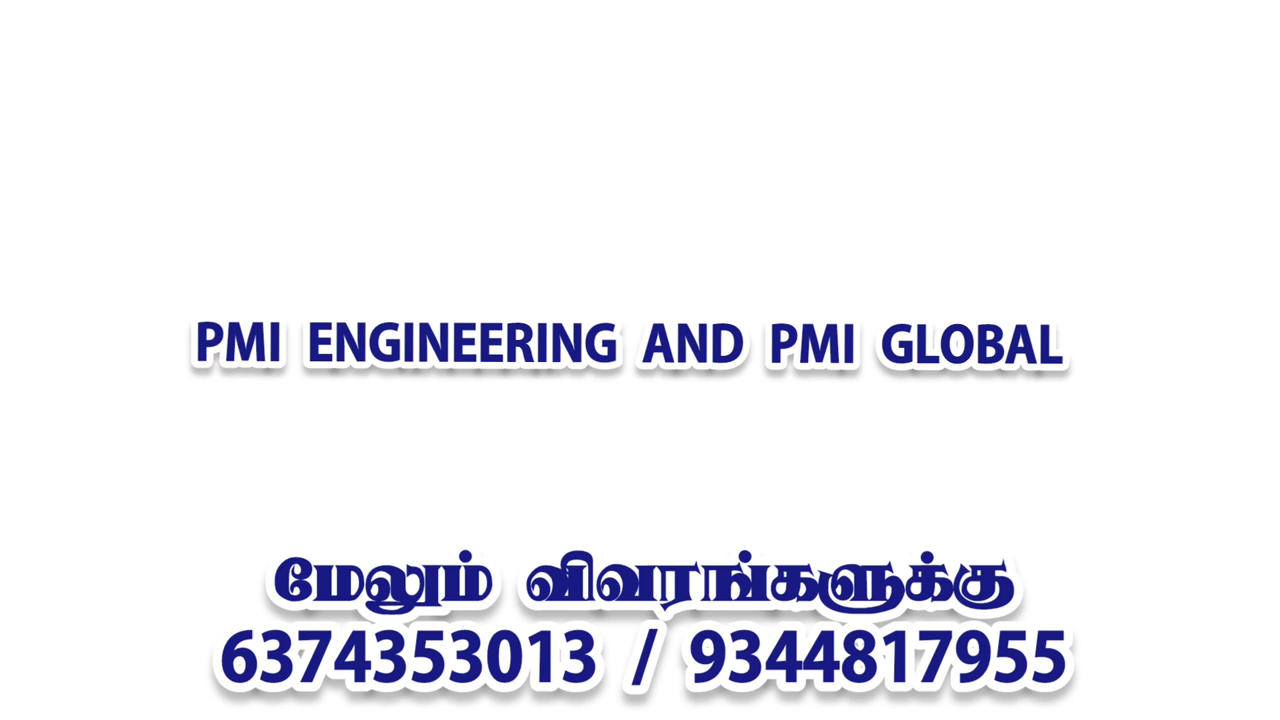 PMI ENGINEERING AND PMI GLOBAL
மேலும் விவரங்களுக்கு
6374353013 / 9344817955